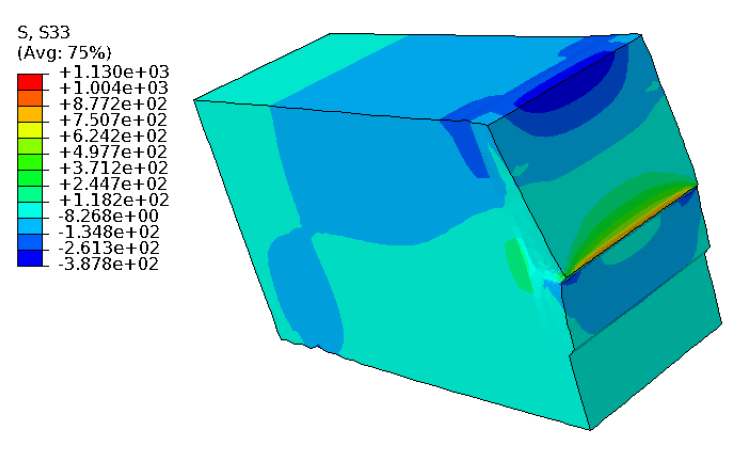 S, S33
(Avg: 75%)
+1.130e+03
+1.004e+03
+8.772e+02
+7.507e+02
+6.242e+02
+4.977e+02
+3.712e+02
+2.447e+02
+1.182e+02
-8.268e+00
-1.348e+02
-2.613e+02
-3.878e+02